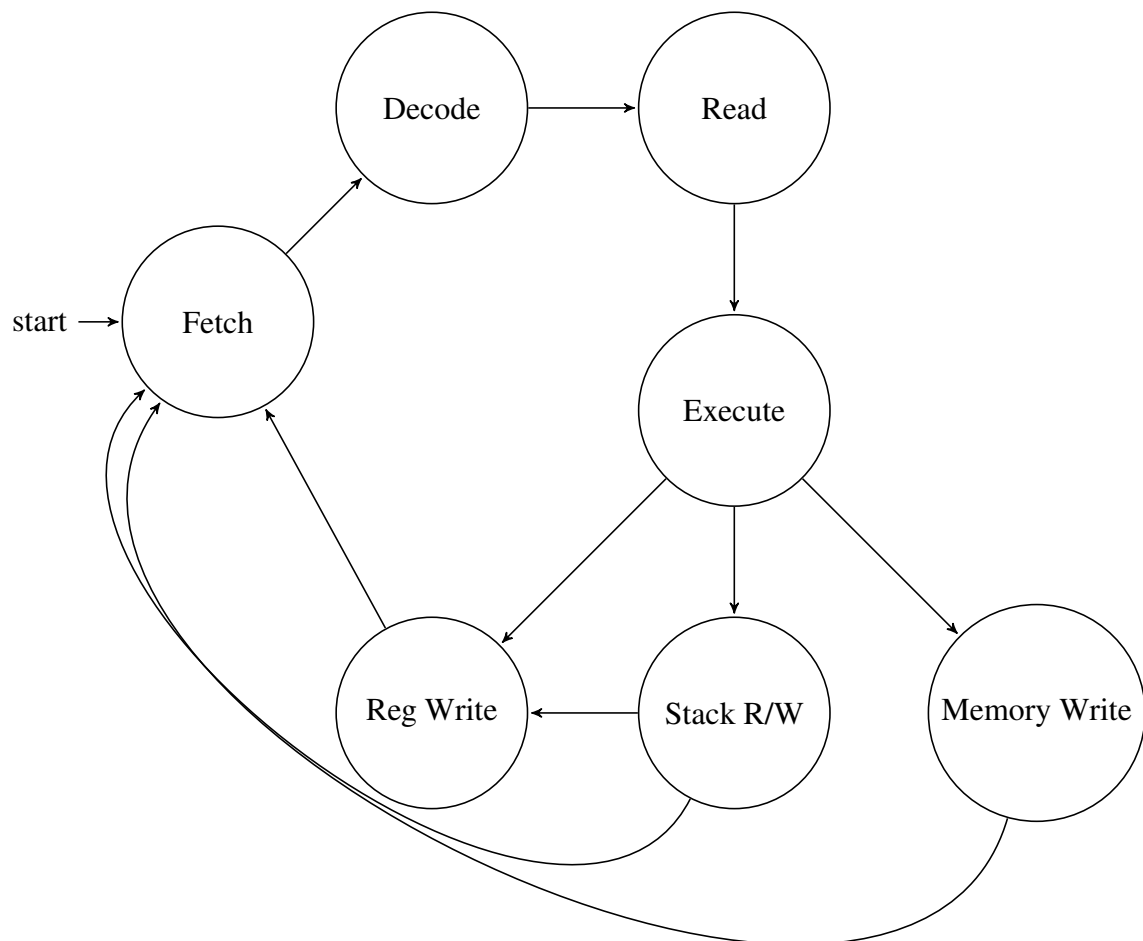 Decode
Read
start
Fetch
Execute
Reg Write
Stack R/W
Memory Write